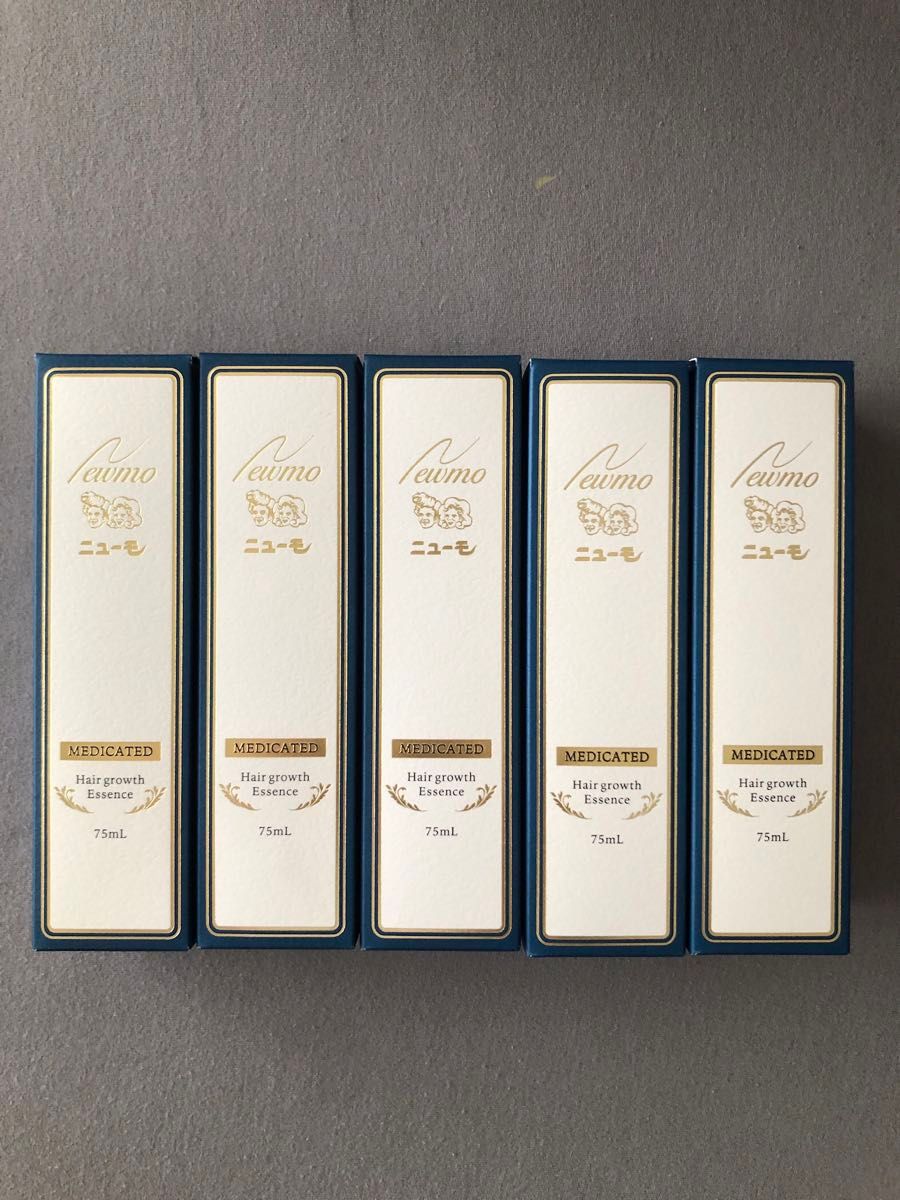 Newmo
ニューモ
MEDICATED
Hair growth
Essence
75mL
Newmo
ニューモ
MEDICATED
Hair growth
Essence
75mL
Newmo
ニューモ
MEDICATED
Hair growth
Essence
75mL
Newmo
ニューモ
MEDICATED
Hair growth
Essence
75mL
Newmo
ニューモ
MEDICATED
Hair growth
Essence
75mL